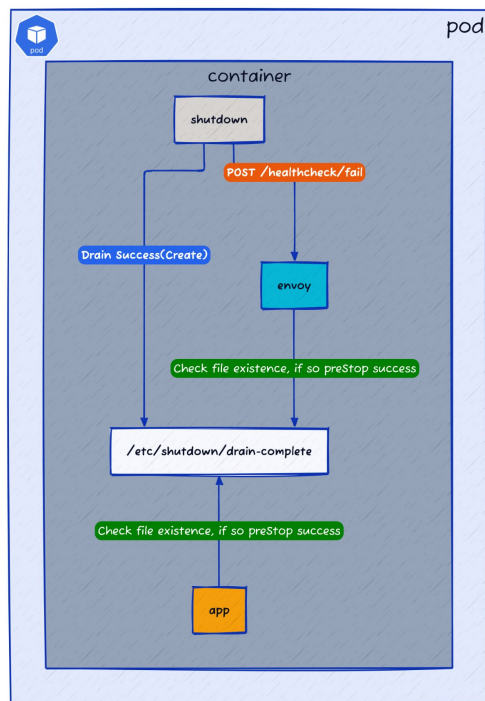 pod
pod
container
shutdown
POST /healthcheck/fail
Drain Success(Create)
envoy
Check file existence, if so preStop success
/etc/shutdown/drain-complete
Check file existence, if so preStop success
app